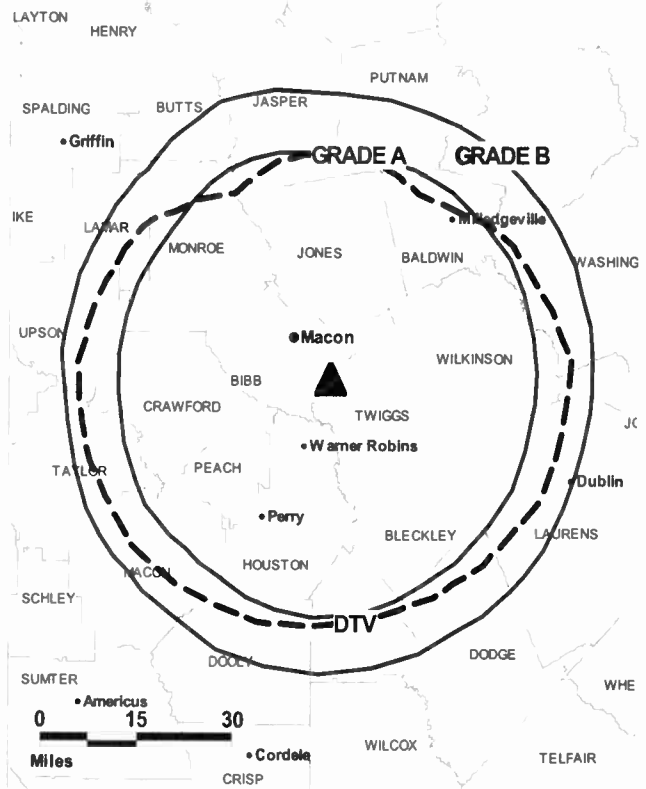 LAYTON
HENRY
PUTNAM
SPALDING
BUTTS
JASPER
Griffin
GRADE A
GRADE B
IKE
LAMAR
Milledgeville
MONROE
JONES
BALDWIN
WASHING
UPSON
Macon
WILKINSON
BIBB
CRAWFORD
TWIGGS
JO
Warner Robins
TAYLOR
PEACH
Dublin
Perry
BLECKLEY
LAURENS
HOUSTON
MACON
SCHLEY
DTV
DOOLY
DODGE
SUMTER
WHE
Americus
0 15 30
WILCOX
Miles
Cordele
TELFAIR
CRISP